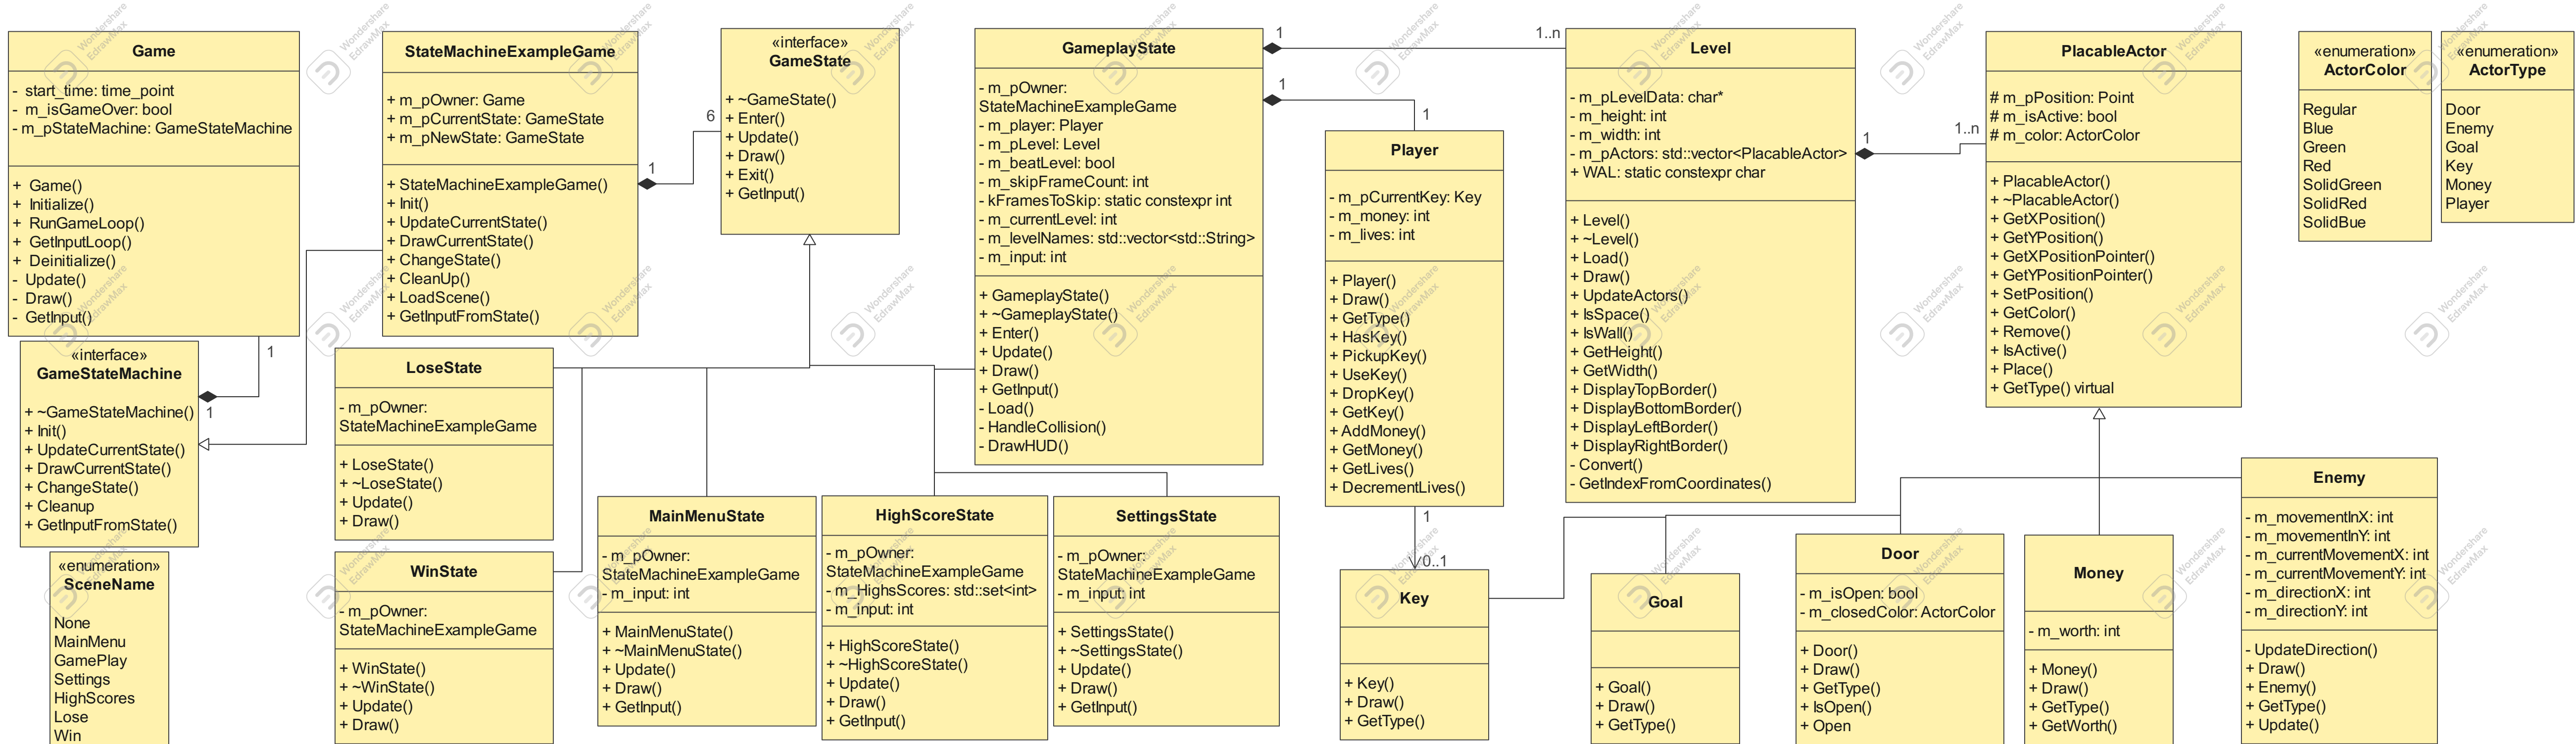 Game
- start_time: time_point
- m_isGameOver: bool
- m_pStateMachine: GameStateMachine
+ Game()
+ Initialize()
+ RunGameLoop()
+ GetInputLoop()
+ Deinitialize()
- Update()
- Draw()
- GetInput()
1
«interface»
GameStateMachine
+ ~GameStateMachine()
+ Init()
+ UpdateCurrentState()
+ DrawCurrentState()
+ ChangeState()
+ Cleanup
+ GetInputFromState()
1
«enumeration»
SceneName
None
MainMenu
GamePlay
Settings
HighScores
Lose
Win
StateMachineExampleGame
+ m_pOwner: Game
+ m_pCurrentState: GameState
+ m_pNewState: GameState
+ StateMachineExampleGame()
+ Init()
+ UpdateCurrentState()
+ DrawCurrentState()
+ ChangeState()
+ CleanUp()
+ LoadScene()
+ GetInputFromState()
1
6
«interface»
GameState
+ ~GameState()
+ Enter()
+ Update()
+ Draw()
+ Exit()
+ GetInput()
LoseState
- m_pOwner:
StateMachineExampleGame
+ LoseState()
+ ~LoseState()
+ Update()
+ Draw()
WinState
- m_pOwner:
StateMachineExampleGame
+ WinState()
+ ~WinState()
+ Update()
+ Draw()
MainMenuState
- m_pOwner:
StateMachineExampleGame
- m_input: int
+ MainMenuState()
+ ~MainMenuState()
+ Update()
+ Draw()
+ GetInput()
HighScoreState
- m_pOwner:
StateMachineExampleGame
- m_HighsScores: std::set<int>
- m_input: int
+ HighScoreState()
+ ~HighScoreState()
+ Update()
+ Draw()
+ GetInput()
SettingsState
- m_pOwner:
StateMachineExampleGame
- m_input: int
+ SettingsState()
+ ~SettingsState()
+ Update()
+ Draw()
+ GetInput()
GameplayState
- m_pOwner:
StateMachineExampleGame
- m_player: Player
- m_pLevel: Level
- m_beatLevel: bool
- m_skipFrameCount: int
- kFramesToSkip: static constexpr int
- m_currentLevel: int
- m_levelNames: std::vector<std::String>
- m_input: int
+ GameplayState()
+ ~GameplayState()
+ Enter()
+ Update()
+ Draw()
+ GetInput()
- Load()
- HandleCollision()
- DrawHUD()
1
1..n
1
1
Player
- m_pCurrentKey: Key
- m_money: int
- m_lives: int
+ Player()
+ Draw()
+ GetType()
+ HasKey()
+ PickupKey()
+ UseKey()
+ DropKey()
+ GetKey()
+ AddMoney()
+ GetMoney()
+ GetLives()
+ DecrementLives()
1
0..1
Key
+ Key()
+ Draw()
+ GetType()
Level
- m_pLevelData: char*
- m_height: int
- m_width: int
- m_pActors: std::vector<PlacableActor>
+ WAL: static constexpr char
+ Level()
+ ~Level()
+ Load()
+ Draw()
+ UpdateActors()
+ IsSpace()
+ IsWall()
+ GetHeight()
+ GetWidth()
+ DisplayTopBorder()
+ DisplayBottomBorder()
+ DisplayLeftBorder()
+ DisplayRightBorder()
- Convert()
- GetIndexFromCoordinates()
1
1..n
Goal
+ Goal()
+ Draw()
+ GetType()
PlacableActor
# m_pPosition: Point
# m_isActive: bool
# m_color: ActorColor
+ PlacableActor()
+ ~PlacableActor()
+ GetXPosition()
+ GetYPosition()
+ GetXPositionPointer()
+ GetYPositionPointer()
+ SetPosition()
+ GetColor()
+ Remove()
+ IsActive()
+ Place()
+ GetType() virtual
Door
- m_isOpen: bool
- m_closedColor: ActorColor
+ Door()
+ Draw()
+ GetType()
+ IsOpen()
+ Open
Money
- m_worth: int
+ Money()
+ Draw()
+ GetType()
+ GetWorth()
Enemy
- m_movementInX: int
- m_movementInY: int
- m_currentMovementX: int
- m_currentMovementY: int
- m_directionX: int
- m_directionY: int
- UpdateDirection()
+ Draw()
+ Enemy()
+ GetType()
+ Update()
«enumeration»
ActorColor
Regular
Blue
Green
Red
SolidGreen
SolidRed
SolidBue
«enumeration»
ActorType
Door
Enemy
Goal
Key
Money
Player
Wondershare
EdrawMax